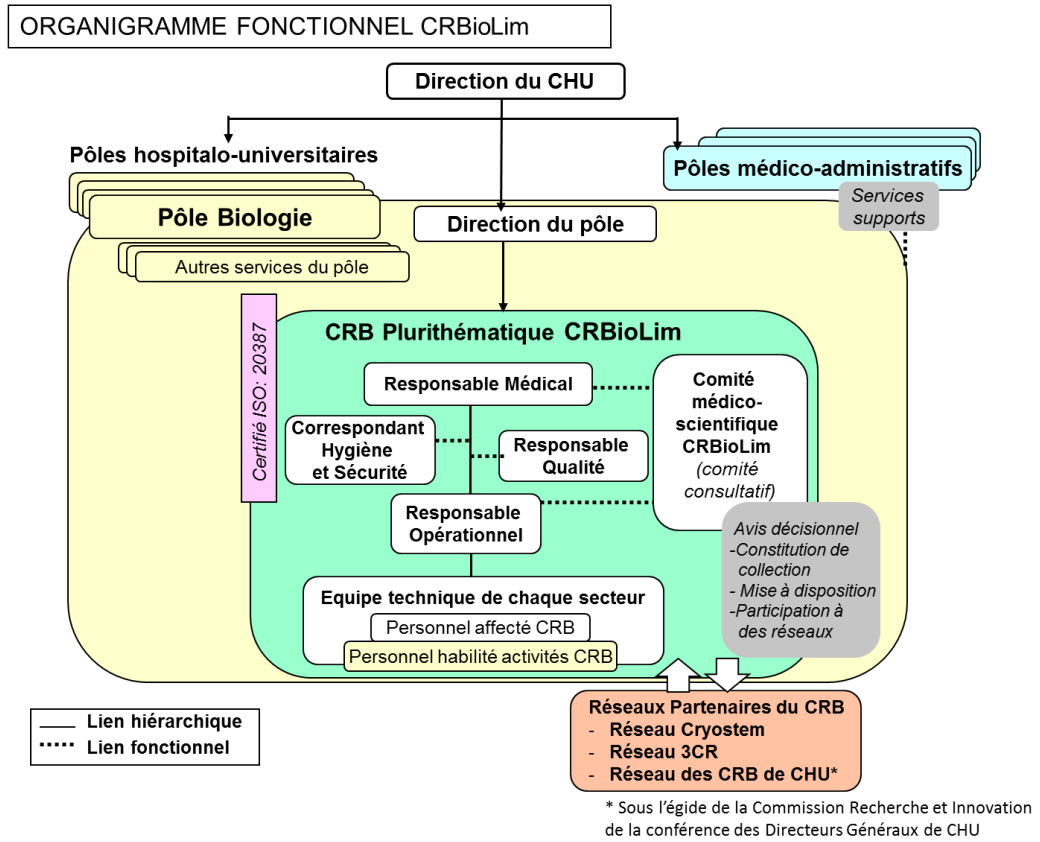 ORGANIGRAMME FONCTIONNEL CRBioLim
Direction du CHU
Pôles hospitalo-universitaires
Pôles médico-administratifs
Services
supports
Pôle Biologie
Direction du pôle
Autres services du pôle
Certifié ISO: 20387
CRB Plurithématique CRBioLim
Responsable Médical
Comité
médico-
scientifique
CRBioLim
(comité
consultatif)
Correspondant
Hygiène
et Sécurité
Responsable
Qualité
Responsable
Opérationnel
Avis décisionnel
-Constitution de
collection
- Mise à disposition
-Participation à
des réseaux
Equipe technique de chaque secteur
Personnel affecté CRB
Personnel habilité activités CRB
Réseaux Partenaires du CRB
- Réseau Cryostem
- Réseau 3CR
- Réseau des CRB de CHU*
Lien hiérarchique
Lien fonctionnel
* Sous l'égide de la Commission Recherche et Innovation
de la conférence des Directeurs Généraux de CHU